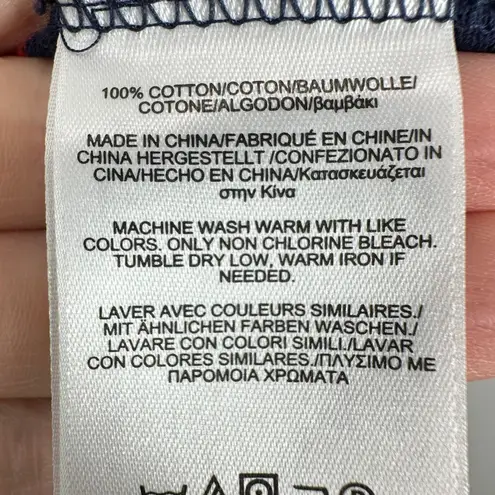 100% COTTON/COTON/BAUMWOLLE/
COTONE/ALGODON/βαμβάκι
MADE IN CHINA/FABRIQUÉ EN CHINE/IN
CHINA HERGESTELLT /CONFEZIONATO IN
CINA/HECHO EN CHINA/Κατασκευάζεται
στην Κίνα
MACHINE WASH WARM WITH LIKE
COLORS. ONLY NON CHLORINE BLEACH.
TUMBLE DRY LOW, WARM IRON IF
NEEDED.
LAVER AVEC COULEURS SIMILAIRES./
MIT ÄHNLICHEN FARBEN WASCHEN./
LAVARE CON COLORI SIMILI./LAVAR
CON COLORES SIMILARES./ΠΛΥΣΙΜΟ ΜΕ
ΠΑΡΟΜΟΙΑ ΧΡΩΜΑΤΑ